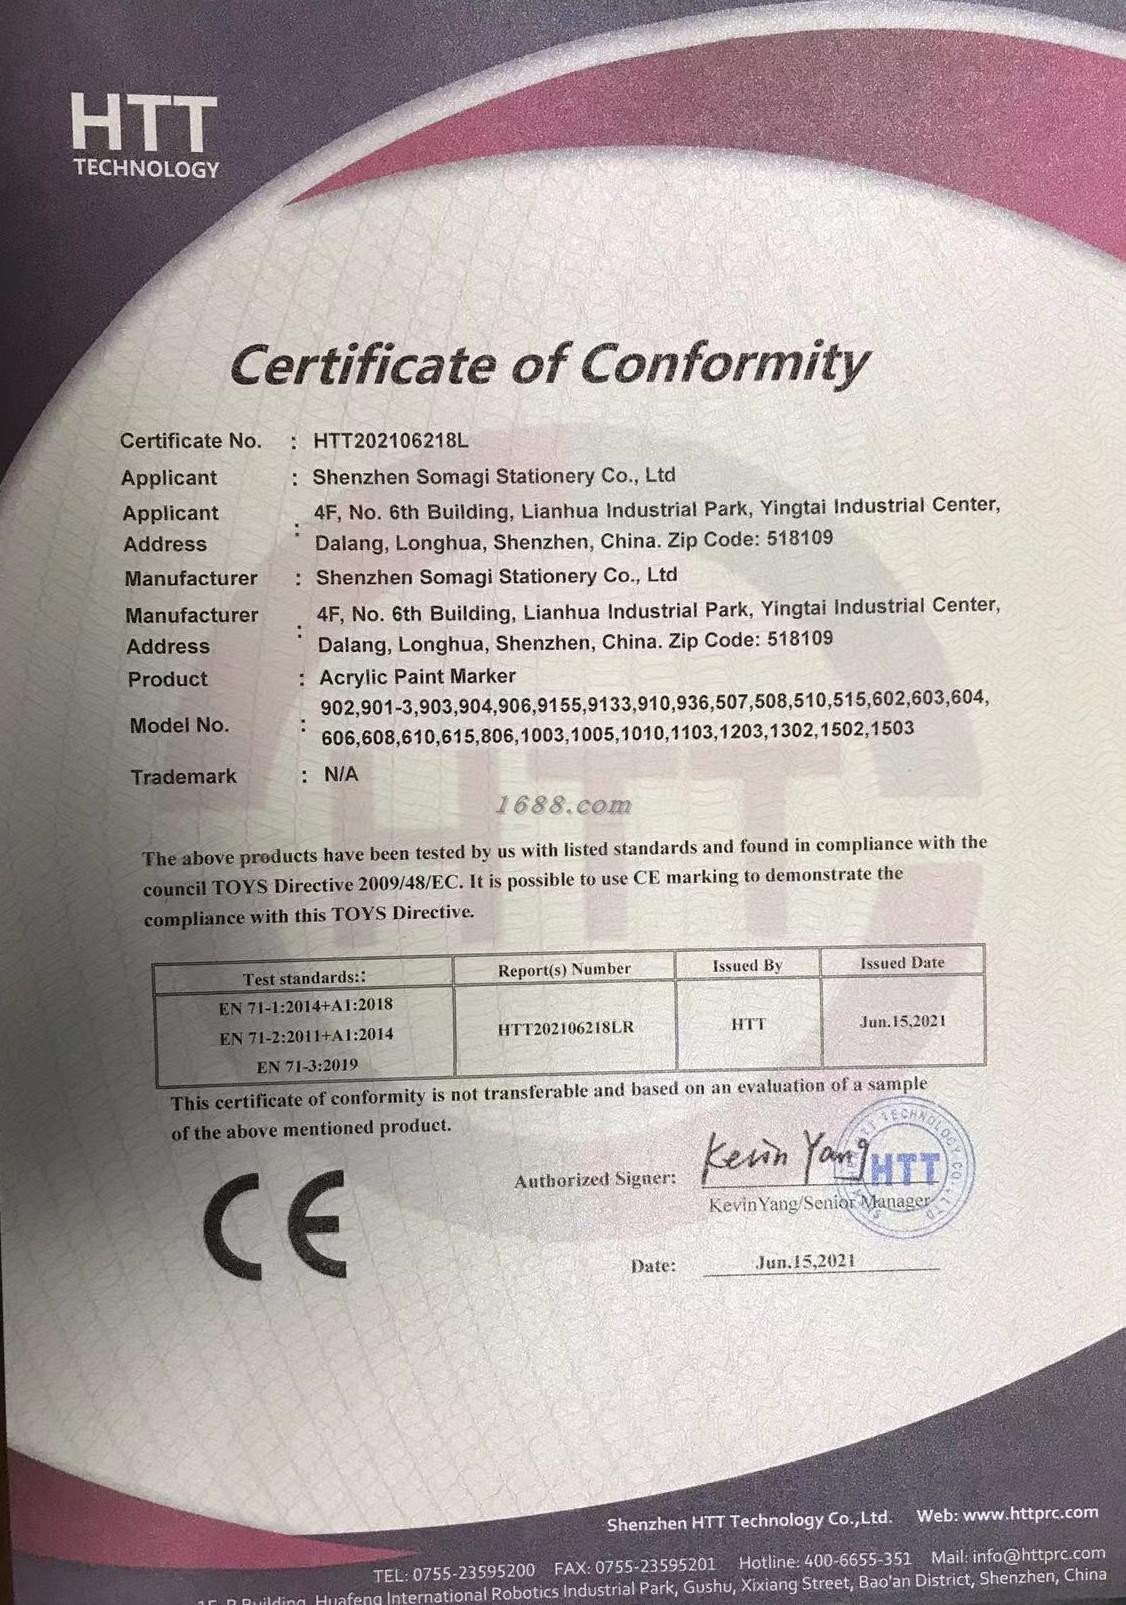 HTT
TECHNOLOGY
Certificate of Conformity
Certificate No. : HTT202106218L
Applicant : Shenzhen Somagi Stationery Co., Ltd
Applicant Address : 4F, No. 6th Building, Lianhua Industrial Park, Yingtai Industrial Center,
Dalang, Longhua, Shenzhen, China. Zip Code: 518109
Manufacturer : Shenzhen Somagi Stationery Co., Ltd
Manufacturer Address : 4F, No. 6th Building, Lianhua Industrial Park, Yingtai Industrial Center,
Dalang, Longhua, Shenzhen, China. Zip Code: 518109
Product : Acrylic Paint Marker
Model No. : 902,901-3,903,904,906,9155,9133,910,936,507,508,510,515,602,603,604,
606,608,610,615,806,1003,1005,1010,1103,1203,1302,1502,1503
Trademark : N/A
1688.com
HTT
The above products have been tested by us with listed standards and found in compliance with the
council TOYS Directive 2009/48/EC. It is possible to use CE marking to demonstrate the
compliance with this TOYS Directive.
Test standards:: Report(s) Number Issued By Issued Date
EN 71-1:2014+A1:2018
EN 71-2:2011+A1:2014
EN 71-3:2019
HTT202106218LR HTT Jun.15,2021
This certificate of conformity is not transferable and based on an evaluation of a sample
of the above mentioned product.
CE
Authorized Signer: Kevin Yang
KevinYang/Senior Manager
HTT TECHNOLOGY CO., LTD
HTT
Date: Jun.15,2021
Shenzhen HTT Technology Co.,Ltd. Web: www.httprc.com
TEL: 0755-23595200 FAX: 0755-23595201 Hotline: 400-6655-351 Mail: info@httprc.com
Building, Huafeng International Robotics Industrial Park, Gushu, Xixiang Street, Bao'an District, Shenzhen, China